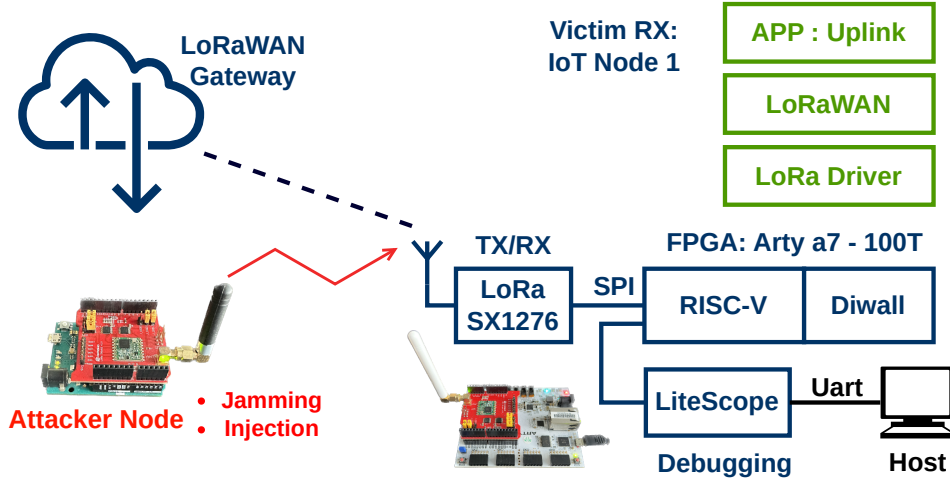 LoRaWAN
Gateway
Victim RX:
IoT Node 1
APP : Uplink
LoRaWAN
LoRa Driver
TX/RX
FPGA: Arty a7 - 100T
LoRa
SX1276
SPI
RISC-V
Diwall
Attacker Node
• Jamming
• Injection
LiteScope
Uart
Debugging
Host